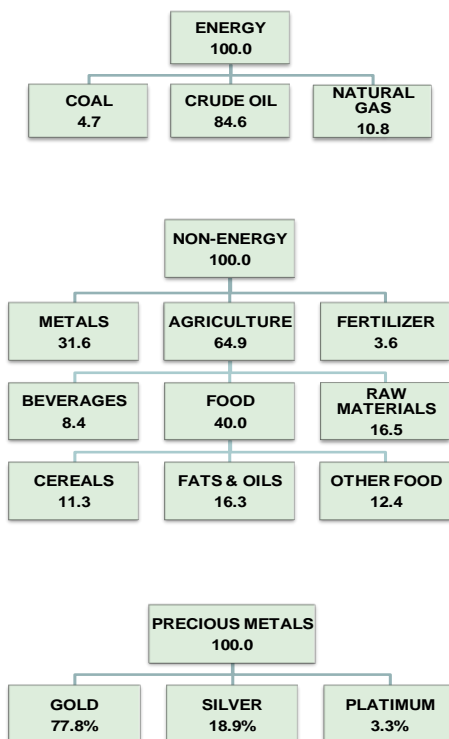 ENERGY
100.0
COAL
4.7
CRUDE OIL
84.6
NATURAL
GAS
10.8
NON-ENERGY
100.0
METALS
31.6
AGRICULTURE
64.9
FERTILIZER
3.6
BEVERAGES
8.4
FOOD
40.0
RAW
MATERIALS
16.5
CEREALS
11.3
FATS & OILS
16.3
OTHER FOOD
12.4
PRECIOUS METALS
100.0
GOLD
77.8%
SILVER
18.9%
PLATIMUM
3.3%